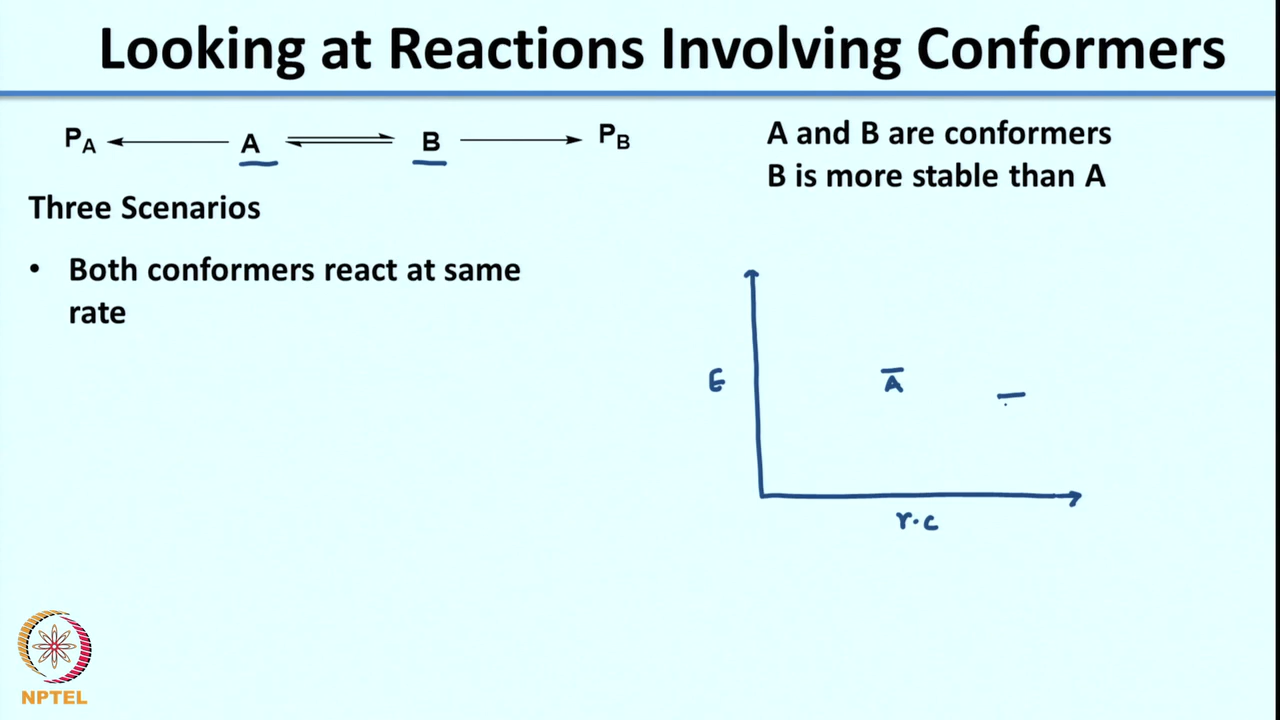 Looking at Reactions Involving Conformers
PA A B PB
A and B are conformers
B is more stable than A
Three Scenarios
• Both conformers react at same
rate
E
A
r.c
NPTEL